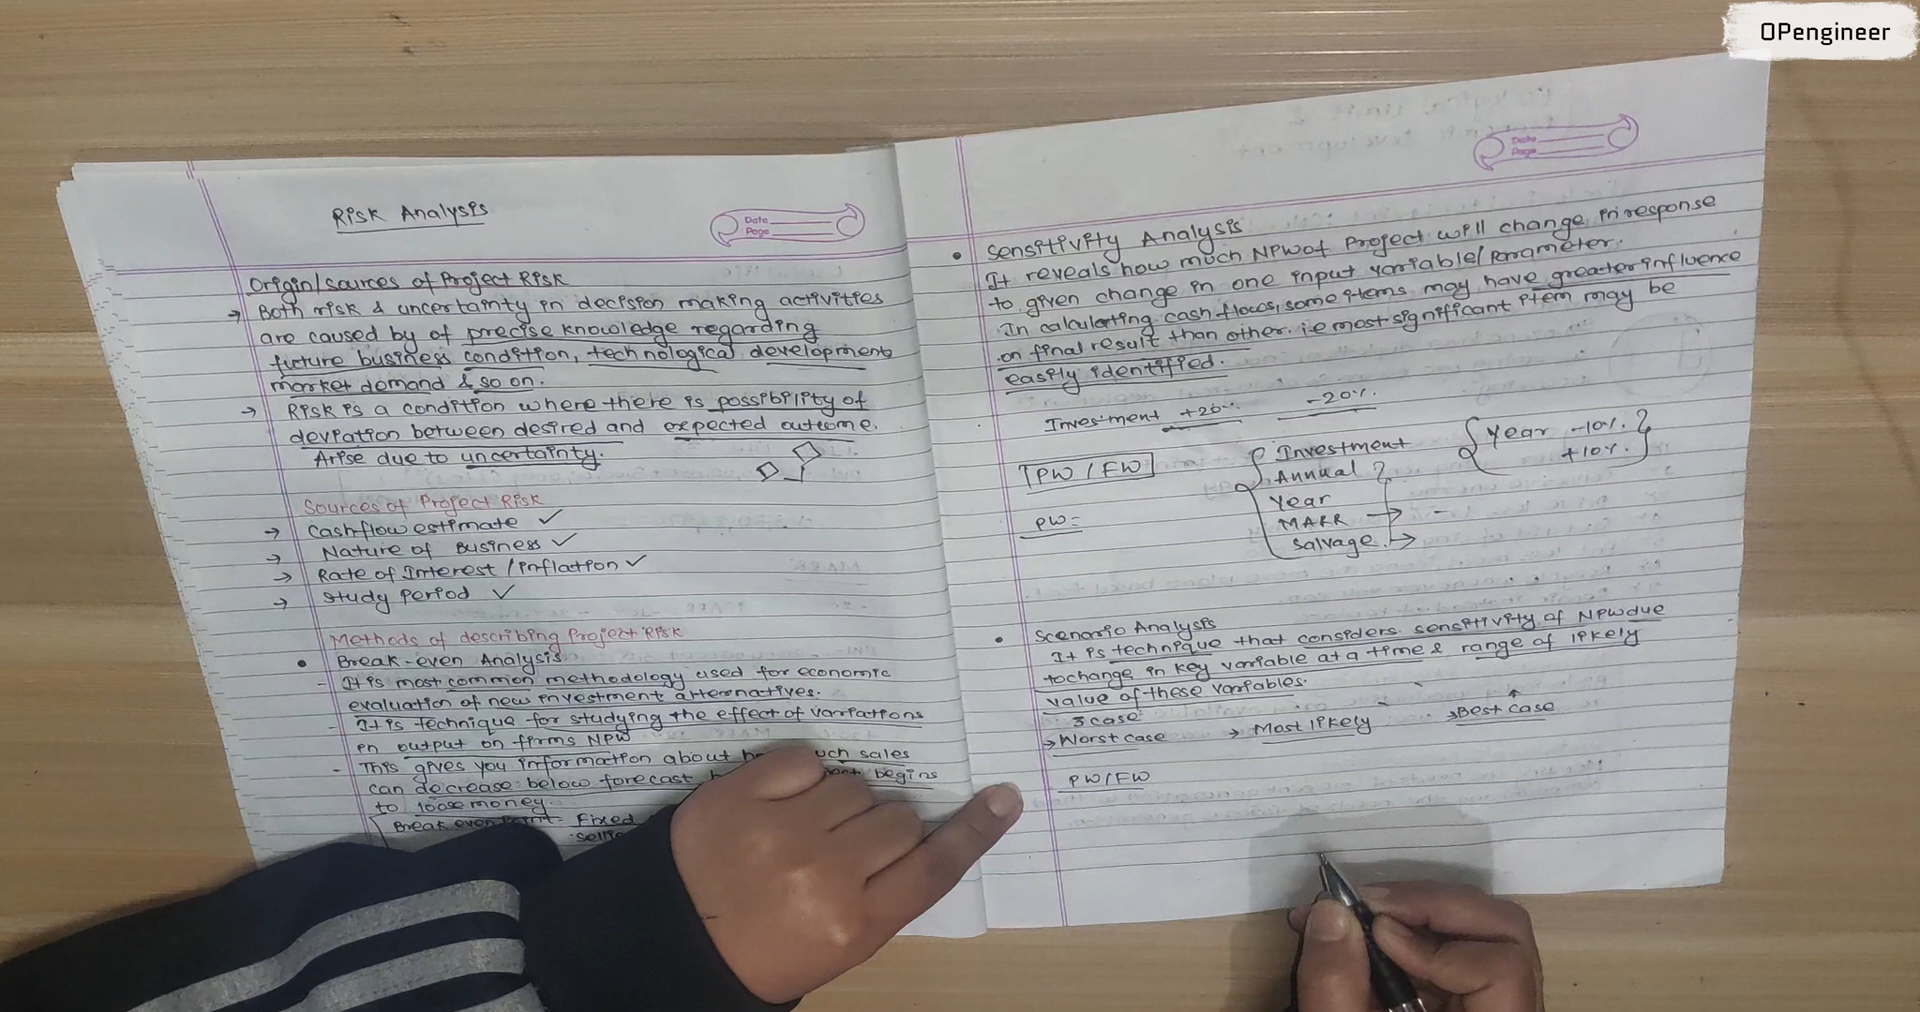 OPengineer
Risk Analysis
Date
Page
Origin/sources of Project Risk
→ Both risk & uncertainty in decision making activities
are caused by of precise knowledge regarding
future business condition, technological development
market demand & so on.
→ Risk is a condition where there is possibility of
deviation between desired and expected outcome.
Arise due to uncertainty.
Sources of Project Risk
→ Cashflow estimate ✓
→ Nature of Business ✓
→ Rate of Interest / inflation ✓
→ Study period ✓
Methods of describing Project Risk
• Break-even Analysis
- It is most common methodology used for economic
evaluation of new investment alternatives.
- It is technique for studying the effect of variations
in output on firms NPW
- This gives you information about uch sales
can decrease below forecast begins
to loose money.
Break even Point = Fixed
Date
Page
• Sensitivity Analysis
It reveals how much NPW of Project will change in response
to given change in one input variable/parameter.
In calculating cash flows, some items may have greater influence
on final result than other. i.e most significant item may be
easily identified.
Investment +20% -20%.
PW / FW
PW =
Investment
Annual
Year
MARR → -
Salvage. →
Year -10%.
+10%.
• Scenario Analysis
It is technique that considers sensitivity of NPW due
to change in key variable at a time & range of likely
value of these variables.
3 case
→ Worst case → Most likely → Best case
PW/FW